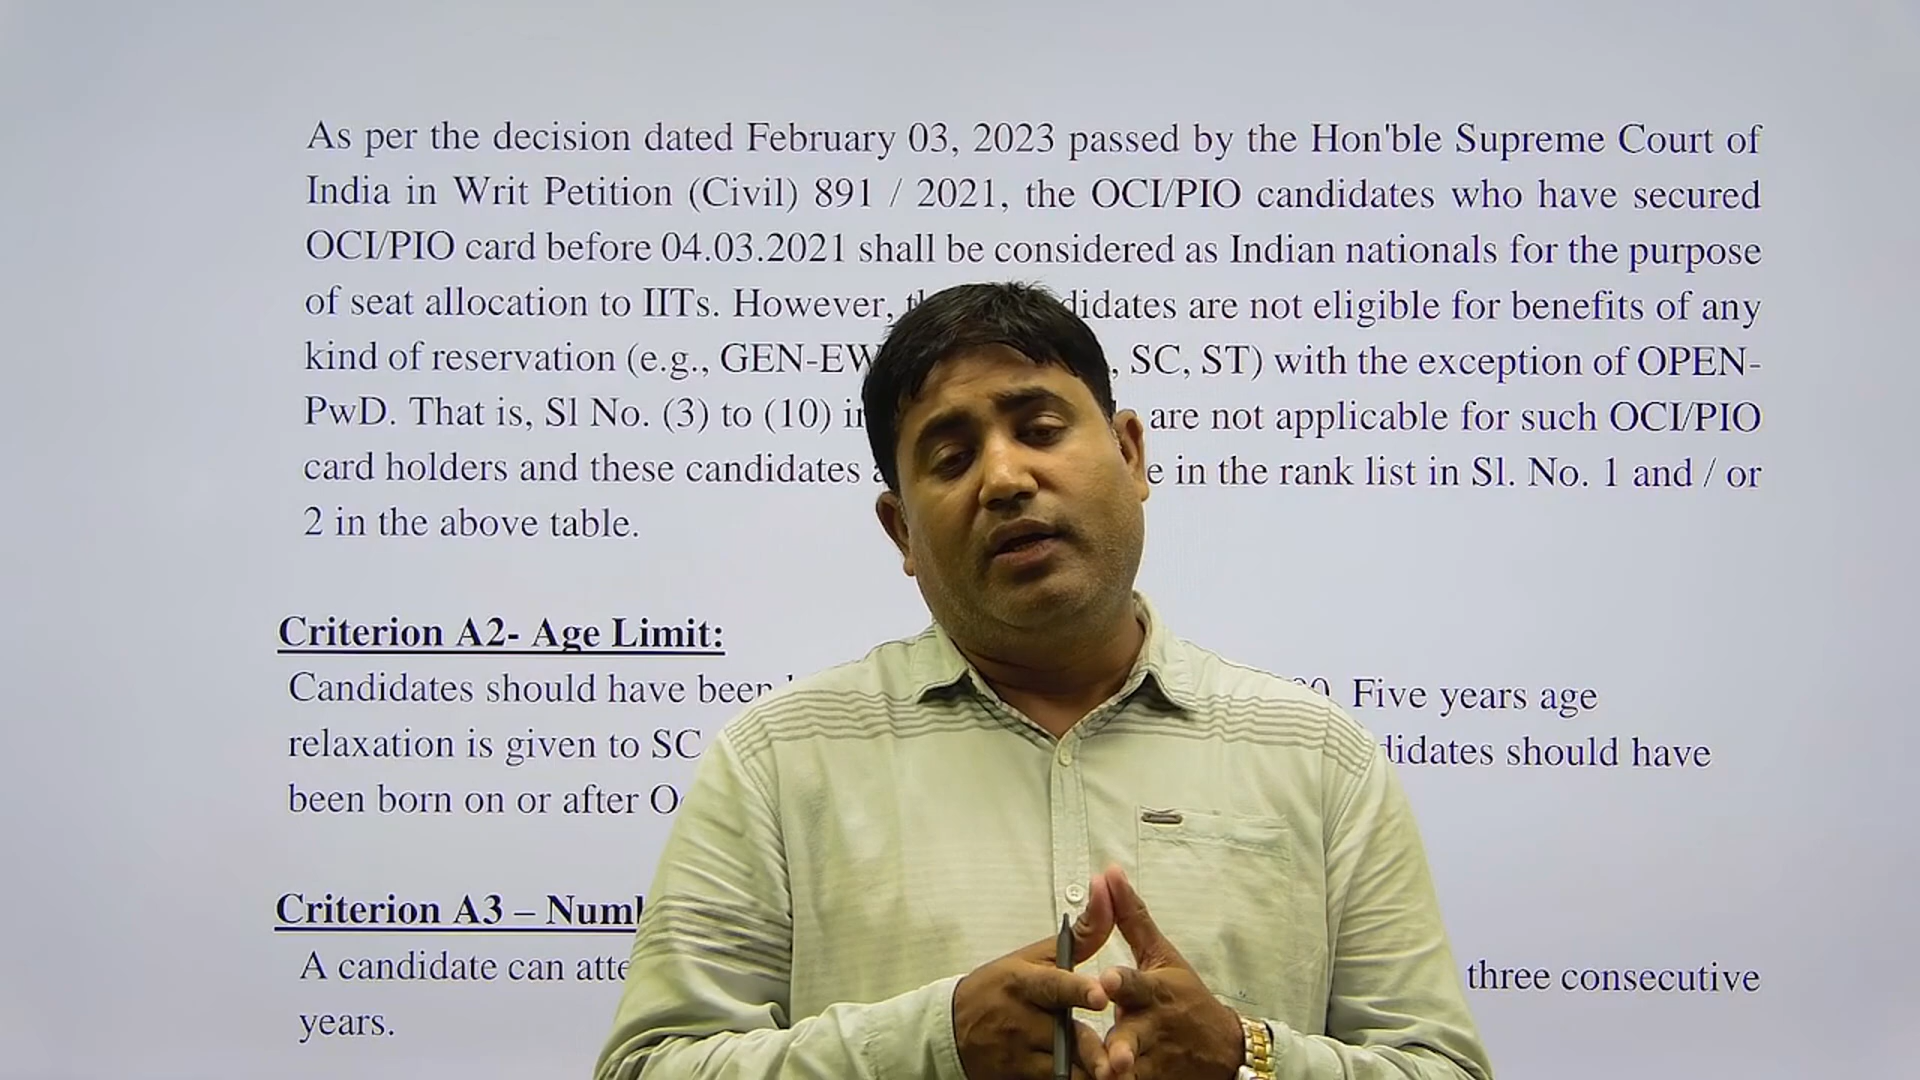 As per the decision dated February 03, 2023 passed by the Hon'ble Supreme Court of
India in Writ Petition (Civil) 891 / 2021, the OCI/PIO candidates who have secured
OCI/PIO card before 04.03.2021 shall be considered as Indian nationals for the purpose
of seat allocation to IITs. However, are not eligible for benefits of any
kind of reservation (e.g., SC, ST) with the exception of OPEN-
PwD. That is, Sl No. (3) to (10) are not applicable for such OCI/PIO
card holders and these candidates in the rank list in Sl. No. 1 and / or
2 in the above table.
Criterion A2- Age Limit:
Candidates should have been Five years age
relaxation is given to SC should have
been born on or after
Criterion A3 –
A candidate can three consecutive
years.